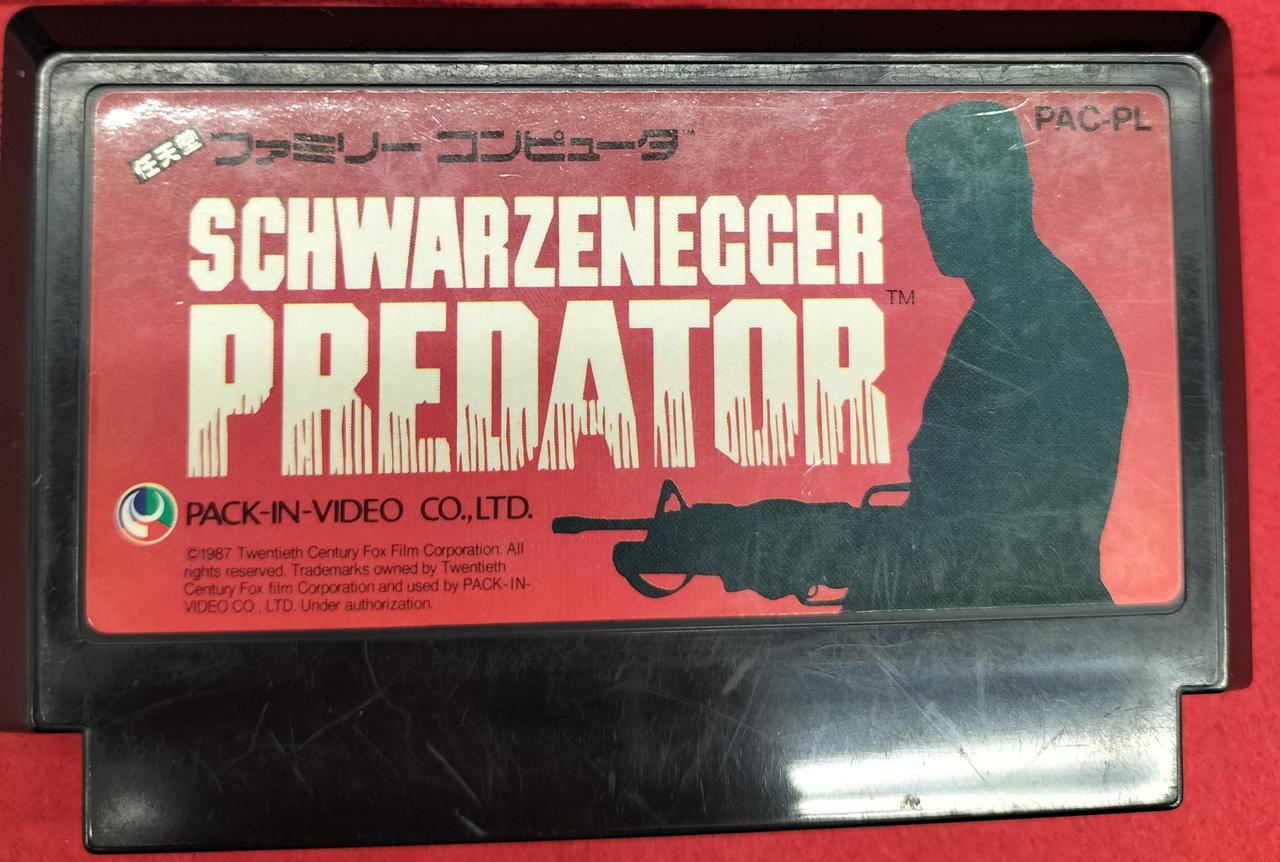 任天堂 ファミリー コンピュータ™
PAC-PL
SCHWARZENEGGER
PREDATOR™
PACK-IN-VIDEO CO.,LTD.
©1987 Twentieth Century Fox Film Corporation. All
rights reserved. Trademarks owned by Twentieth
Century Fox film Corporation and used by PACK-IN-
VIDEO CO., LTD. Under authorization.